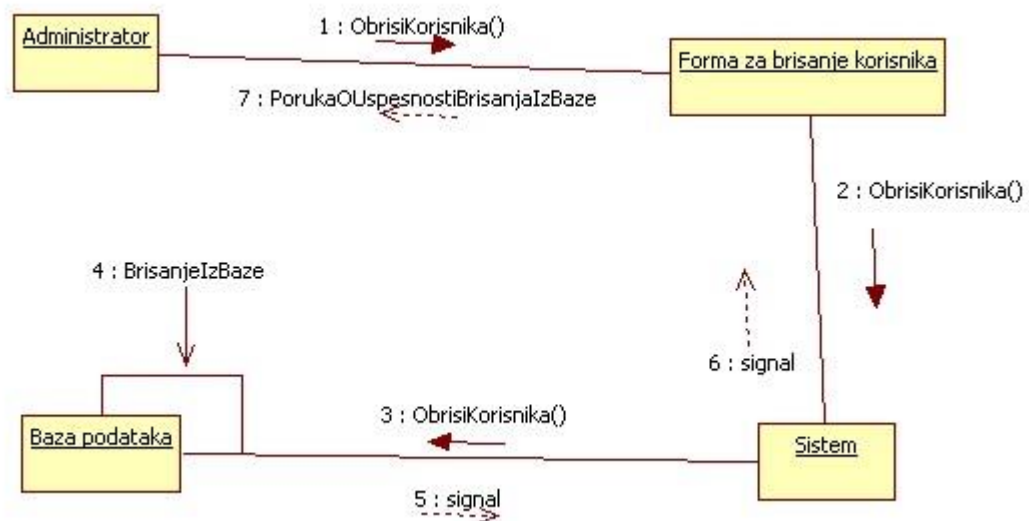 1 : ObrisiKorisnika()
Administrator
Forma za brisanje korisnika
7 : PorukaOUspesnostiBrisanjaIzBaze
2 : ObrisiKorisnika()
4 : BrisanjeIzBaze
6 : signal
3 : ObrisiKorisnika()
Baza podataka
Sistem
5 : signal